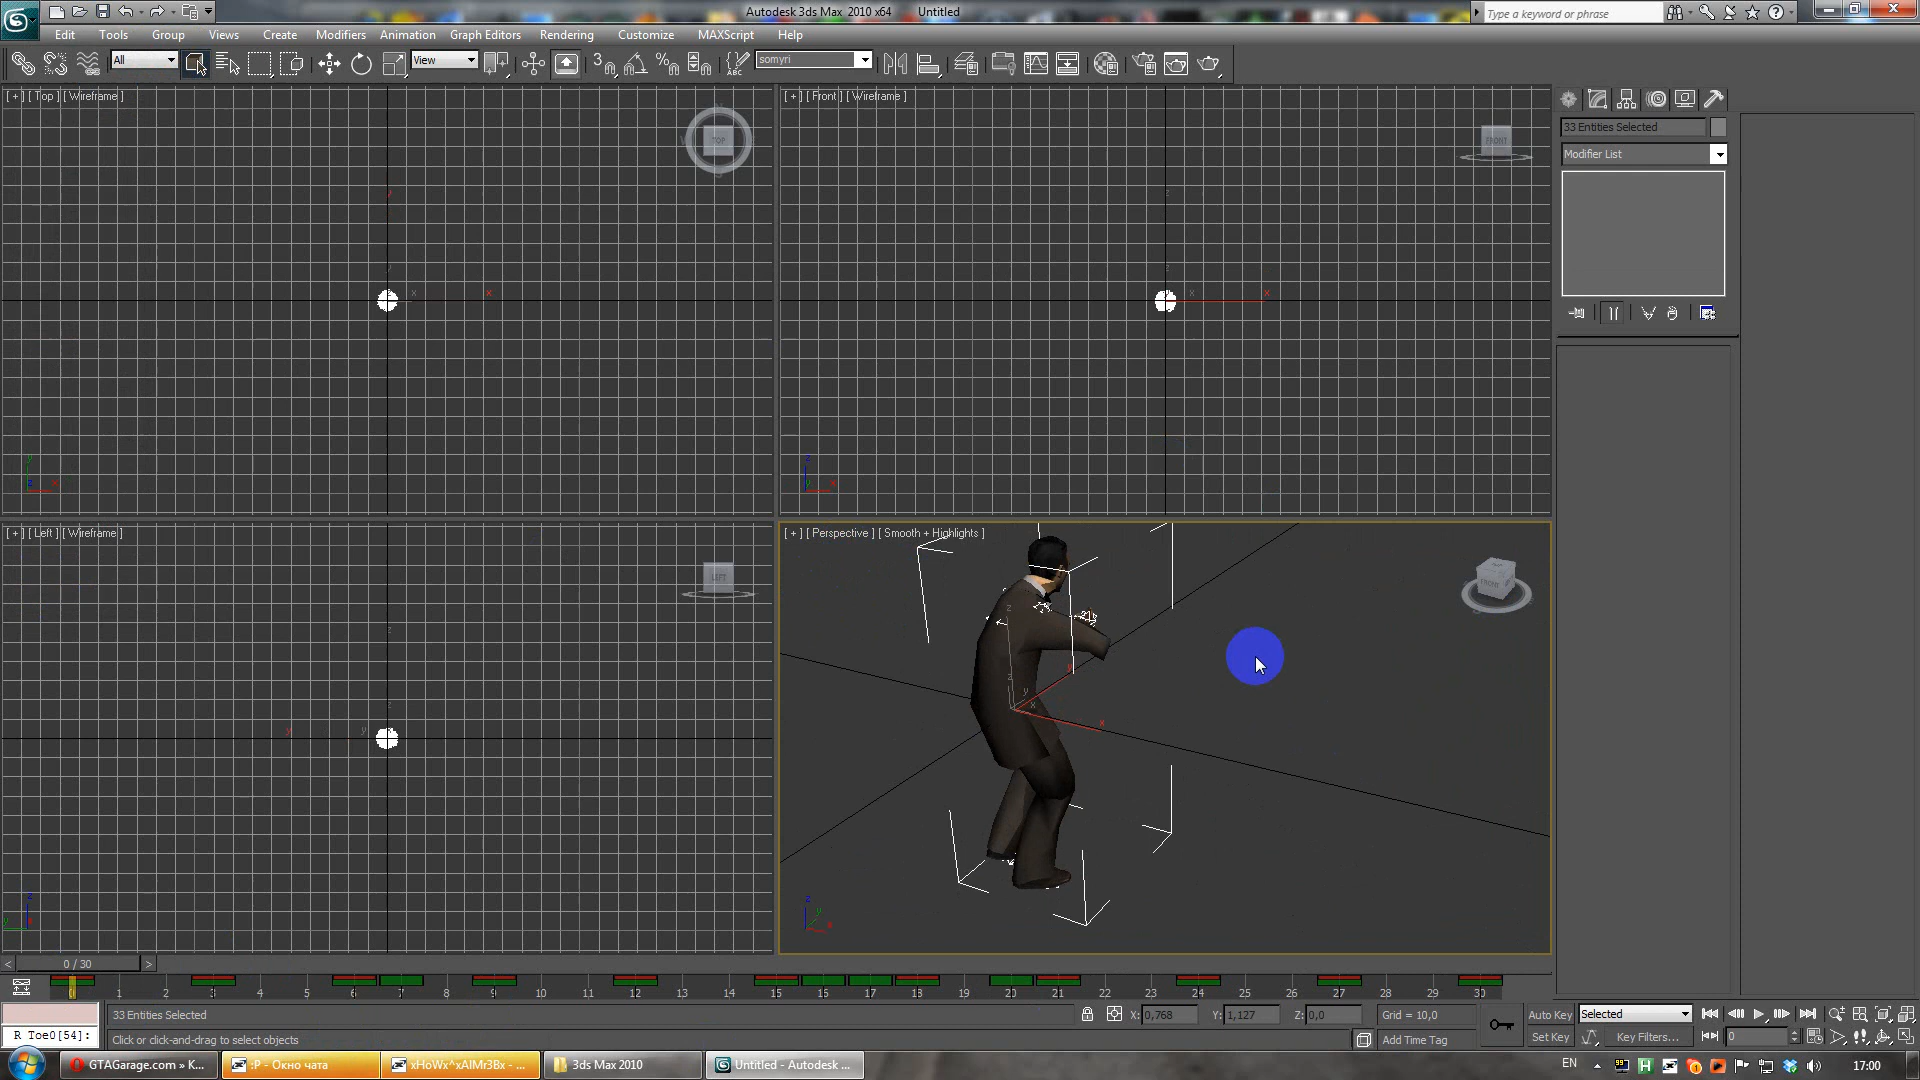 Autodesk 3ds Max 2010 x64 Untitled
Type a keyword or phrase
Edit Tools Group Views Create Modifiers Animation Graph Editors Rendering Customize MAXScript Help
All View somyri
[ + ] [ Top ] [ Wireframe ]
TOP
[ + ] [ Front ] [ Wireframe ]
FRONT
33 Entities Selected
Modifier List
[ + ] [ Left ] [ Wireframe ]
LEFT
[ + ] [ Perspective ] [ Smooth + Highlights ]
FRONT
< 0 / 30 >
0 1 2 3 4 5 6 7 8 9 10 11 12 13 14 15 16 17 18 19 20 21 22 23 24 25 26 27 28 29 30
33 Entities Selected X: 0,768 Y: 1,127 Z: 0,0 Grid = 10,0 Auto Key Selected
R Toe0[54]: Click or click-and-drag to select objects Add Time Tag Set Key Key Filters... 0
GTAGarage.com » K... :P - Окно чата xHoWx^xAlMr3Bx - ... 3ds Max 2010 Untitled - Autodesk ... EN 17:00